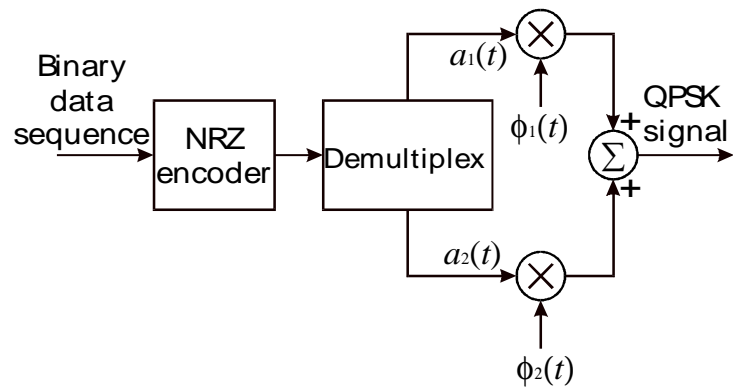 Binary
data
sequence
NRZ
encoder
Demultiplex
a₁(t)
ϕ₁(t)
a₂(t)
ϕ₂(t)
+
Σ
+
QPSK
signal